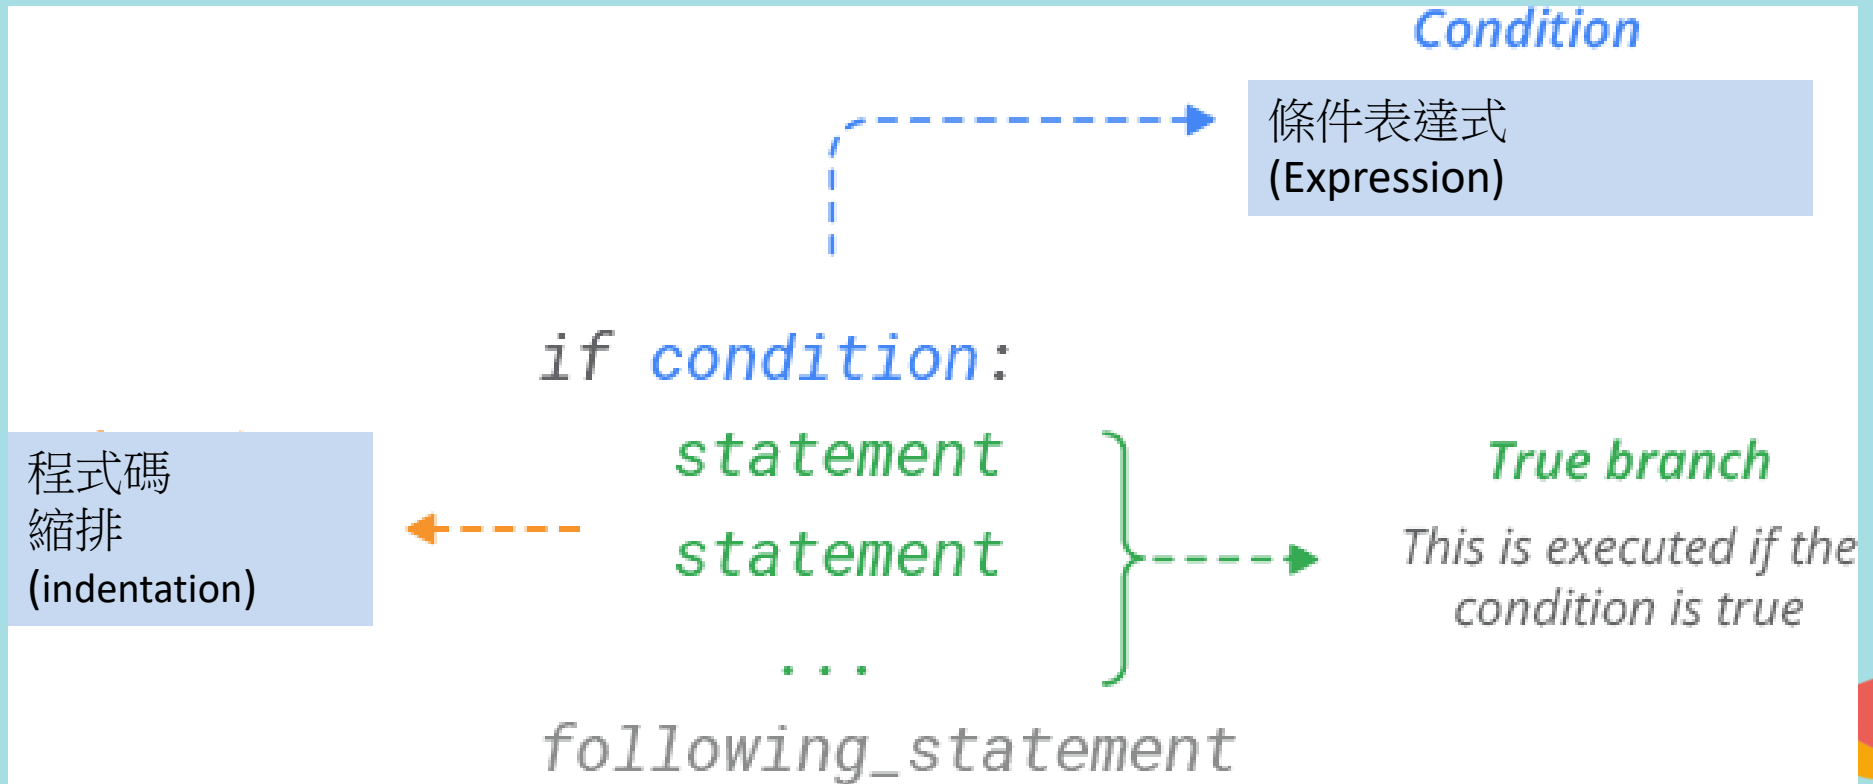 Condition
條件表達式
(Expression)
if condition:
statement
statement
...
following_statement
程式碼
縮排
(indentation)
True branch
This is executed if the
condition is true